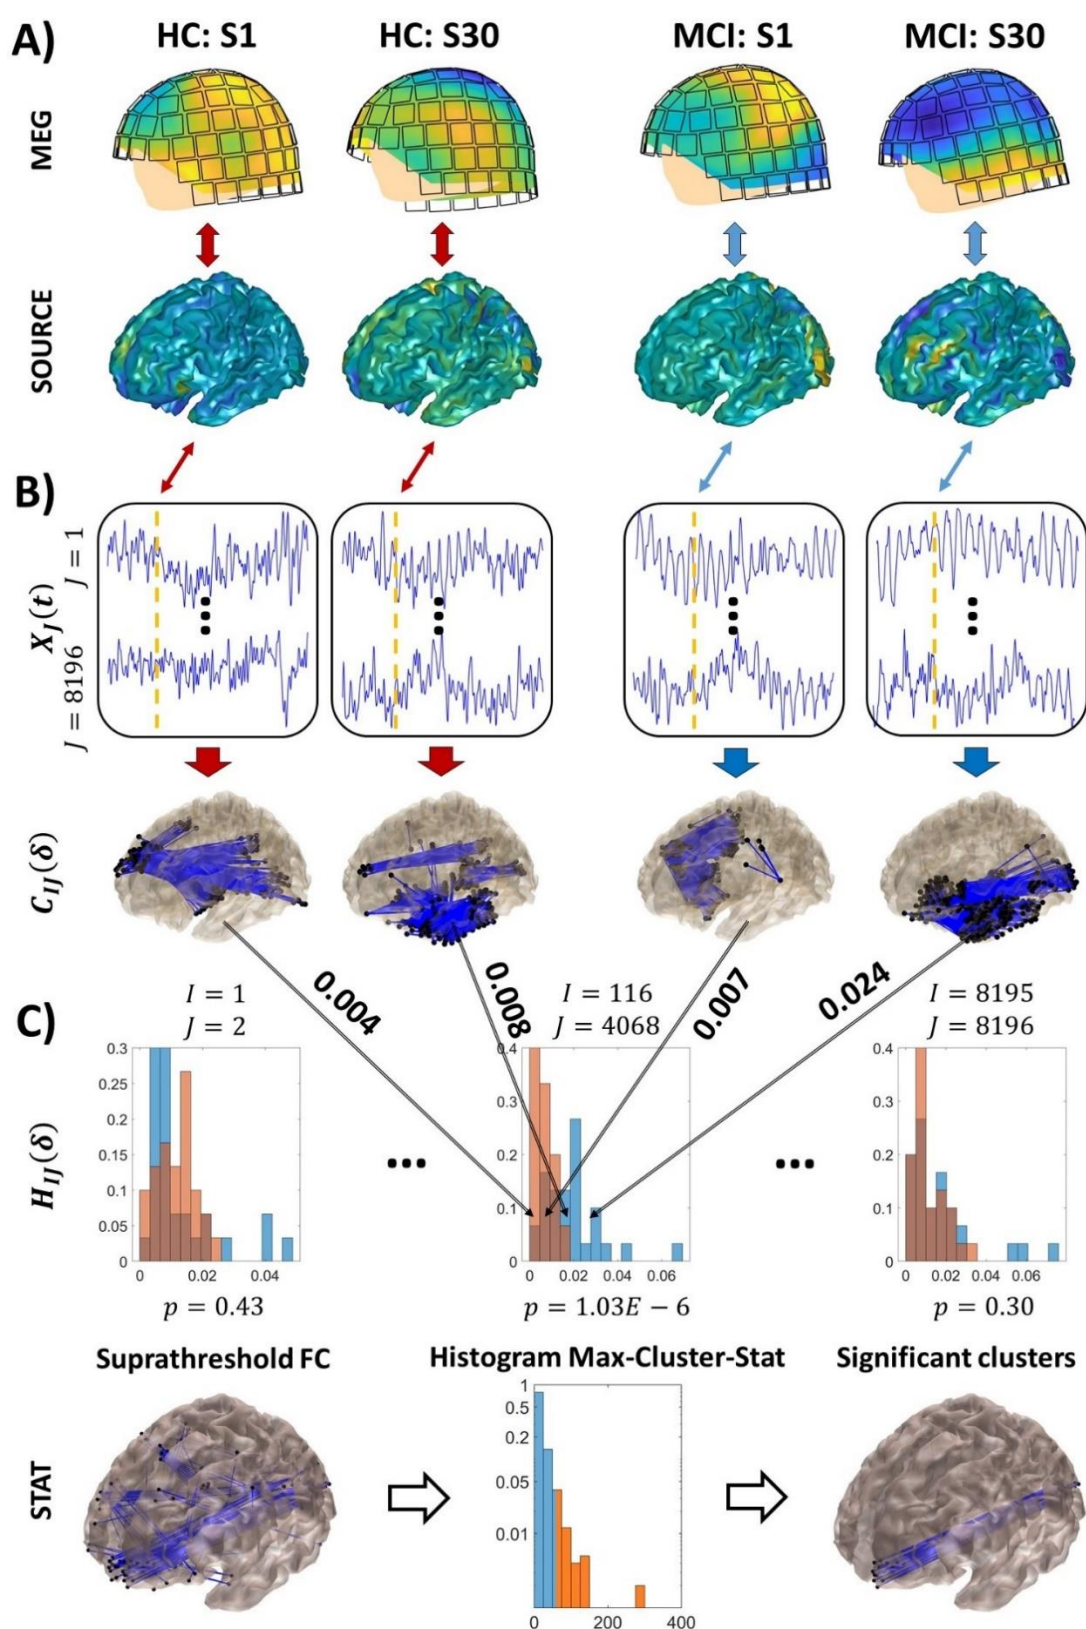 A)
HC: S1
HC: S30
MCI: S1
MCI: S30
MEG
SOURCE
B)
X_J(t)
J = 1
J = 8196
C_{IJ}(δ)
0.004
0.008
0.007
0.024
C)
I = 1
J = 2
I = 116
J = 4068
I = 8195
J = 8196
H_{IJ}(δ)
0.3
0.25
0.2
0.15
0.1
0.05
0
0 0.02 0.04
p = 0.43
0.4
0.3
0.2
0.1
0
0 0.02 0.04 0.06
p = 1.03E − 6
0.4
0.3
0.2
0.1
0
0 0.02 0.04 0.06
p = 0.30
Suprathreshold FC
Histogram Max-Cluster-Stat
Significant clusters
STAT
1
0.5
0.2
0.05
0.01
0 200 400